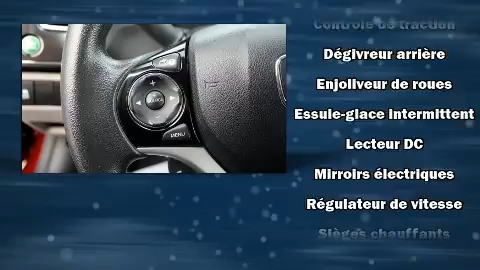 Contrôle de traction
Dégivreur arrière
Enjoliveur de roues
Essuie-glace intermittent
Lecteur DC
Mirroirs électriques
Régulateur de vitesse
Sièges chauffants
+
MENU